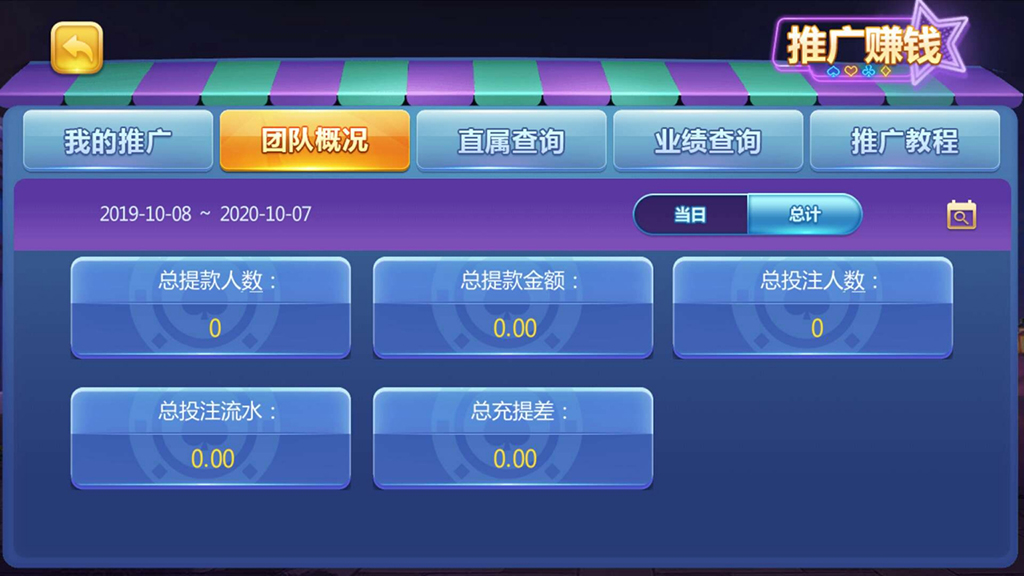 推广赚钱
我的推广
团队概况
直属查询
业绩查询
推广教程
2019-10-08 ~ 2020-10-07
当日
总计
总提款人数：
0
总提款金额：
0.00
总投注人数：
0
总投注流水：
0.00
总充提差：
0.00